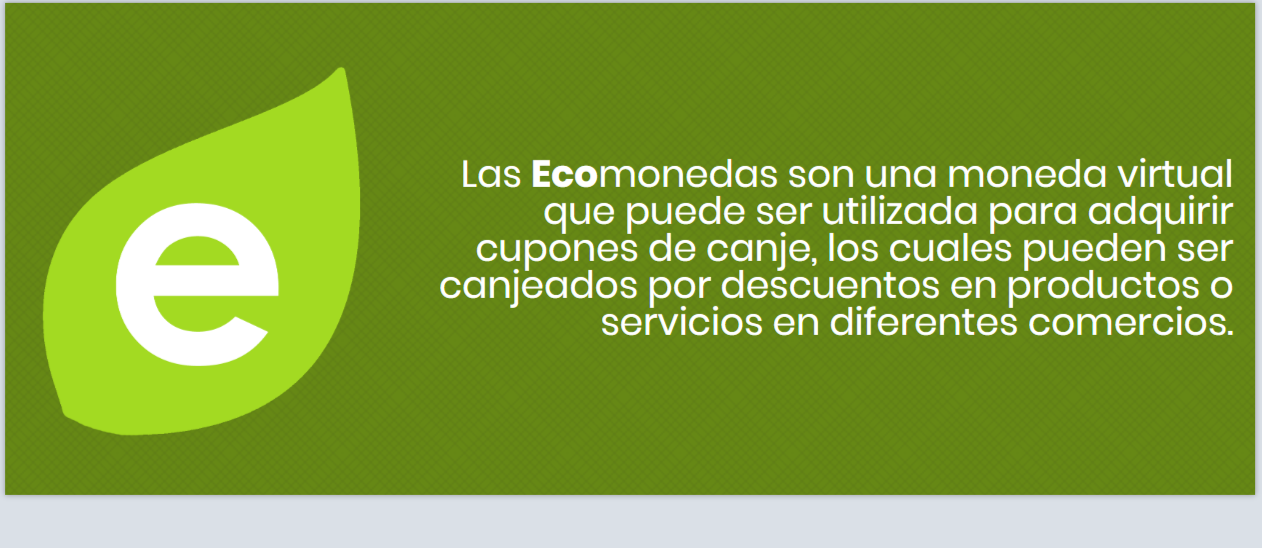 e
Las Ecomonedas son una moneda virtual
que puede ser utilizada para adquirir
cupones de canje, los cuales pueden ser
canjeados por descuentos en productos o
servicios en diferentes comercios.